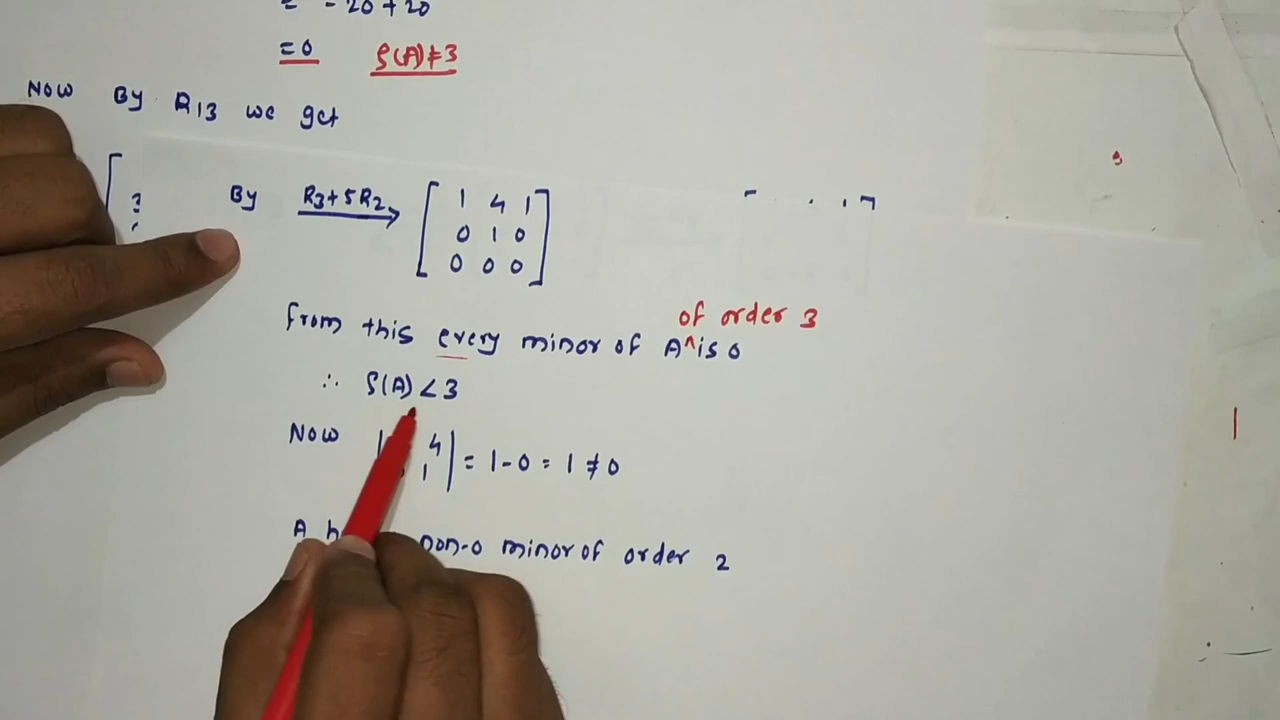 = - 20 + 20
= 0 ρ(A) ≠ 3
Now By R13 we get
By R3+5R2 [ 1 4 1
0 1 0
0 0 0 ]
of order 3
from this every minor of A ^ is 0
∴ ρ(A) < 3
Now | 4
1 | = 1-0 = 1 ≠ 0
A non-0 minor of order 2